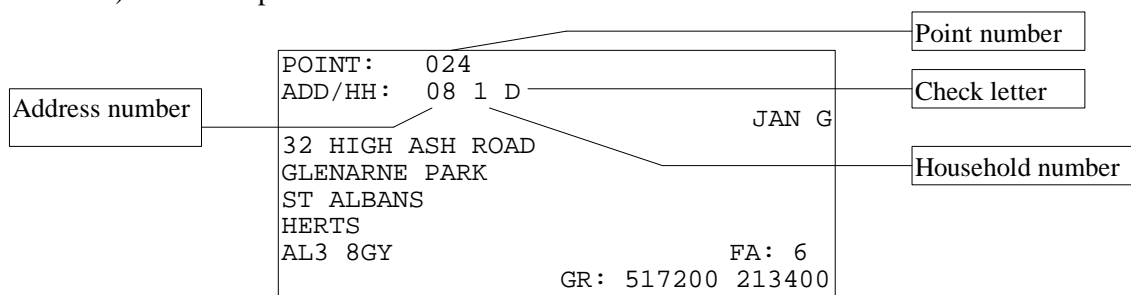 Point number
POINT: 024
ADD/HH: 08 1 D
Check letter
Address number
JAN G
32 HIGH ASH ROAD
GLENARNE PARK
Household number
ST ALBANS
HERTS
AL3 8GY FA: 6
GR: 517200 213400